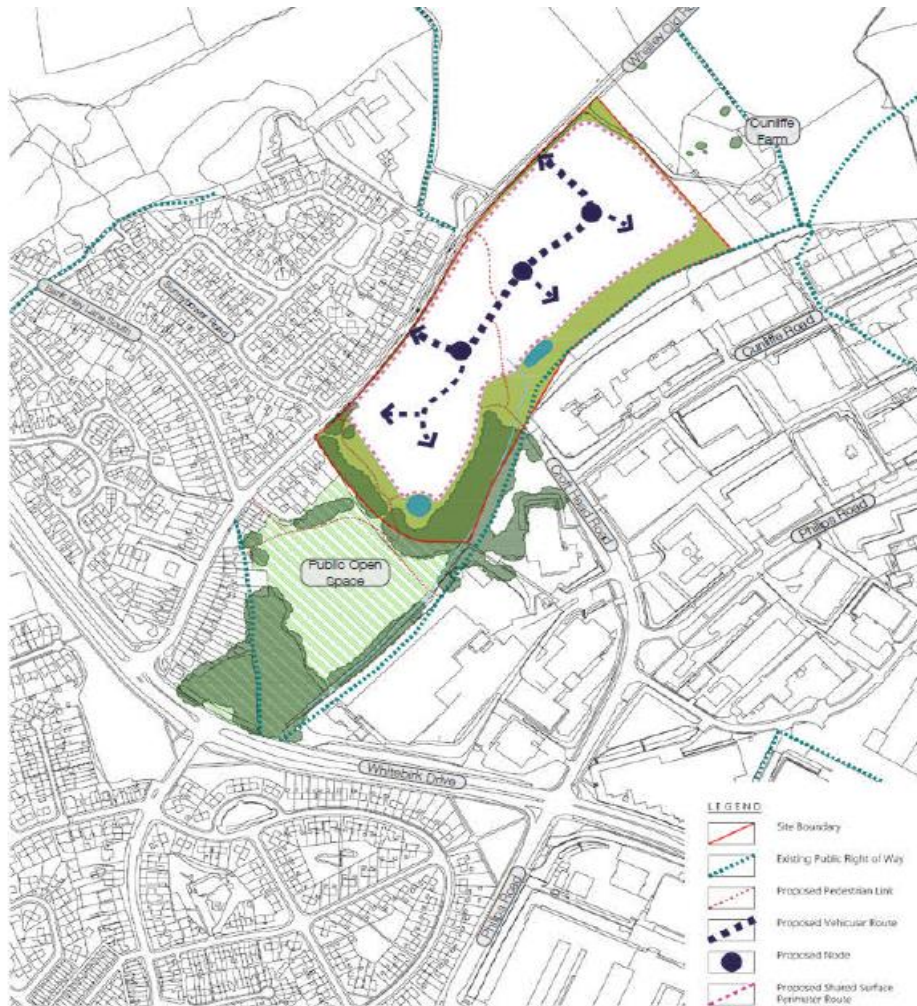 Whalley Old R
Cunliffe
Farm
Cunliffe Road
Phillips Road
Public Open
Space
Whitebirk Drive
LEGEND
Site Boundary
Existing Public Right of Way
Proposed Pedestrian Link
Proposed Vehicular Route
Proposed Node
Proposed Shared Surface
Perimeter Route